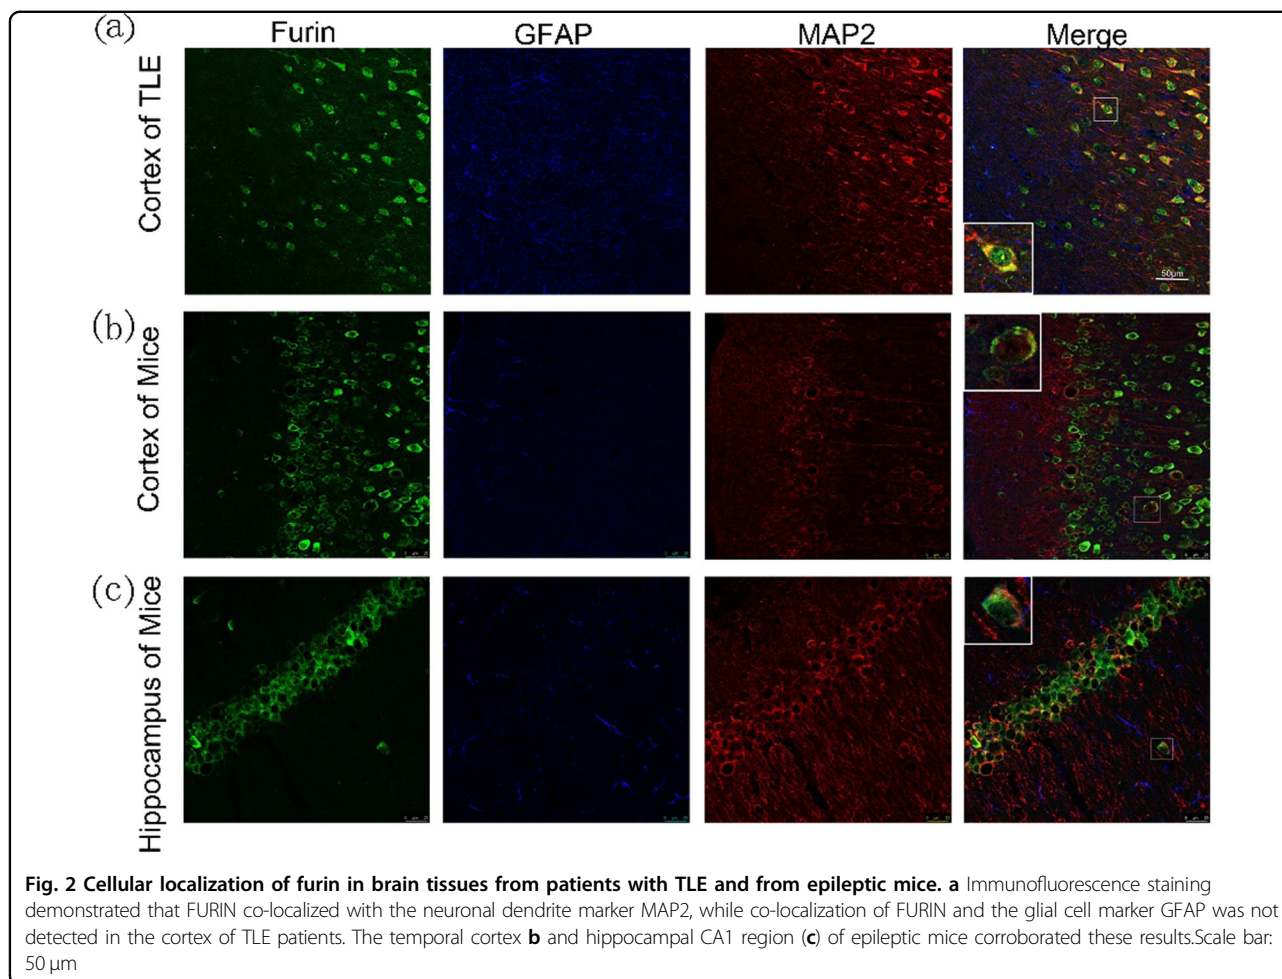 (a) Furin GFAP MAP2 Merge
Cortex of TLE
50μm
(b)
Cortex of Mice
(c)
Hippocampus of Mice
Fig. 2 Cellular localization of furin in brain tissues from patients with TLE and from epileptic mice. a Immunofluorescence staining
demonstrated that FURIN co-localized with the neuronal dendrite marker MAP2, while co-localization of FURIN and the glial cell marker GFAP was not
detected in the cortex of TLE patients. The temporal cortex b and hippocampal CA1 region (c) of epileptic mice corroborated these results.Scale bar:
50 μm